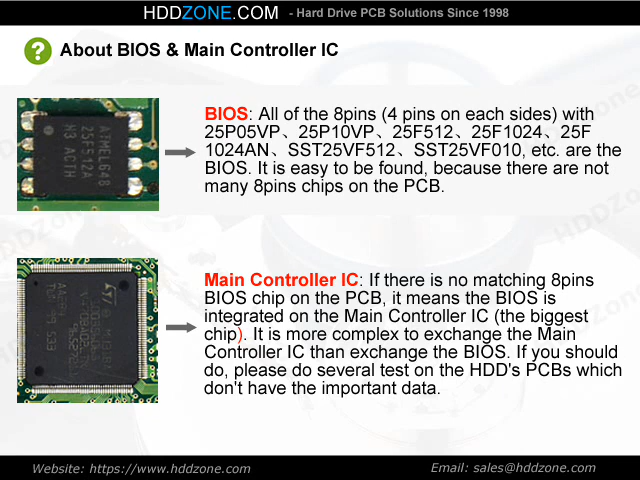 HDDZONE.COM - Hard Drive PCB Solutions Since 1998
? About BIOS & Main Controller IC
ATMEL648
25F512A
N3 ACTH
BIOS: All of the 8pins (4 pins on each sides) with
25P05VP、25P10VP、25F512、25F1024、25F
1024AN、SST25VF512、SST25VF010, etc. are the
BIOS. It is easy to be found, because there are not
many 8pins chips on the PCB.
Main Controller IC: If there is no matching 8pins
BIOS chip on the PCB, it means the BIOS is
integrated on the Main Controller IC (the biggest
chip). It is more complex to exchange the Main
Controller IC than exchange the BIOS. If you should
do, please do several test on the HDD's PCBs which
don't have the important data.
HDDZONE
Website: https://www.hddzone.com Email: sales@hddzone.com